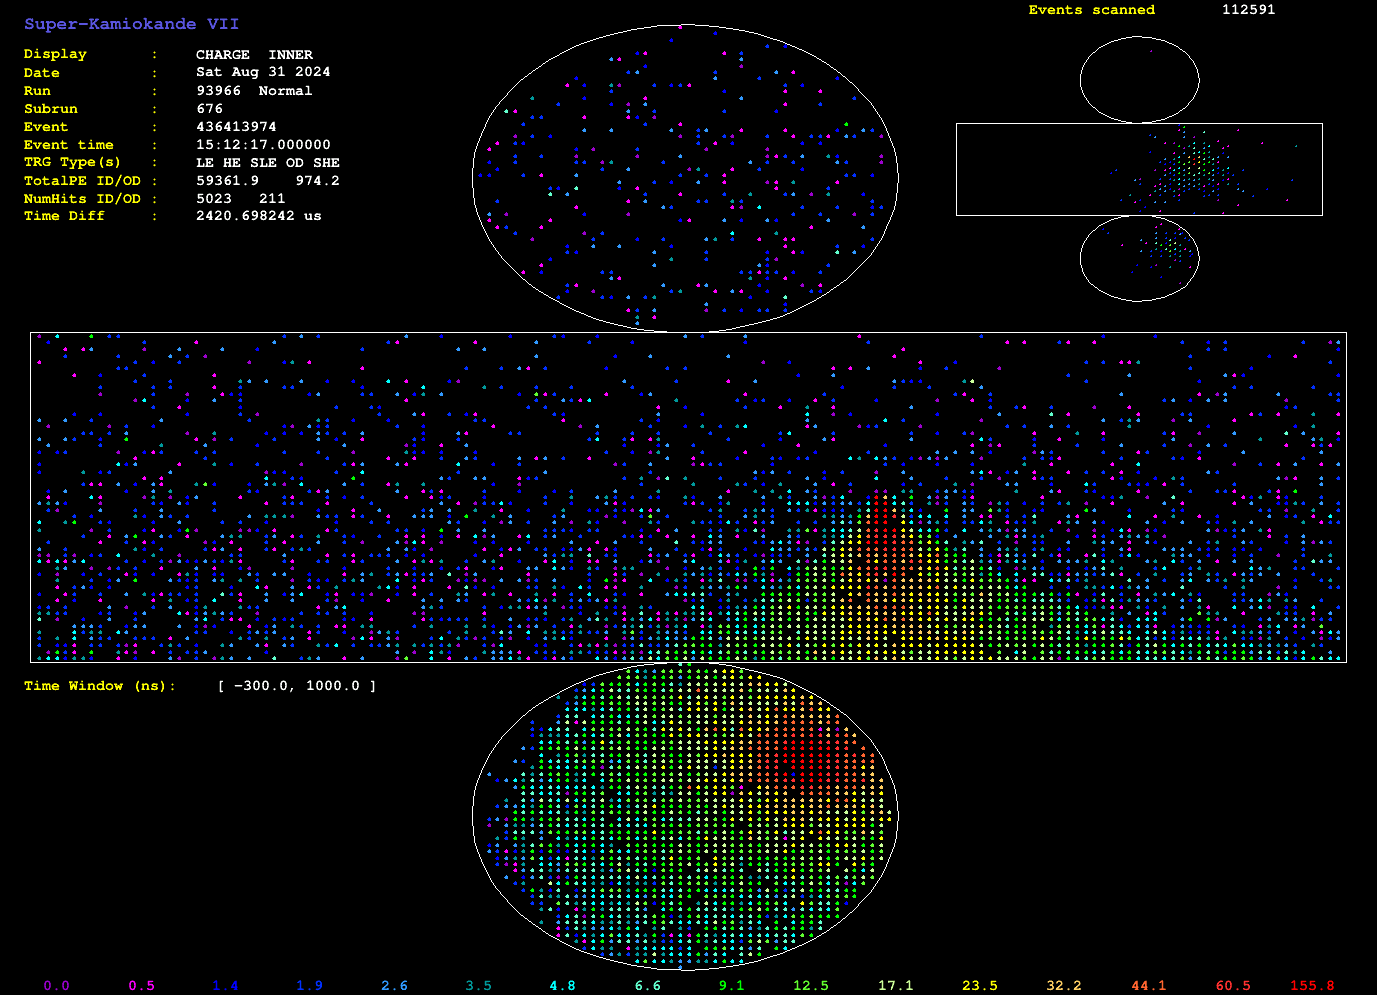 Super-Kamiokande VII
Events scanned 112591
Display : CHARGE INNER
Date : Sat Aug 31 2024
Run : 93966 Normal
Subrun : 676
Event : 436413974
Event time : 15:12:17.000000
TRG Type(s) : LE HE SLE OD SHE
TotalPE ID/OD : 59361.9 974.2
NumHits ID/OD : 5023 211
Time Diff : 2420.698242 us
Time Window (ns): [ -300.0, 1000.0 ]
0.0 0.5 1.4 1.9 2.6 3.5 4.8 6.6 9.1 12.5 17.1 23.5 32.2 44.1 60.5 155.8